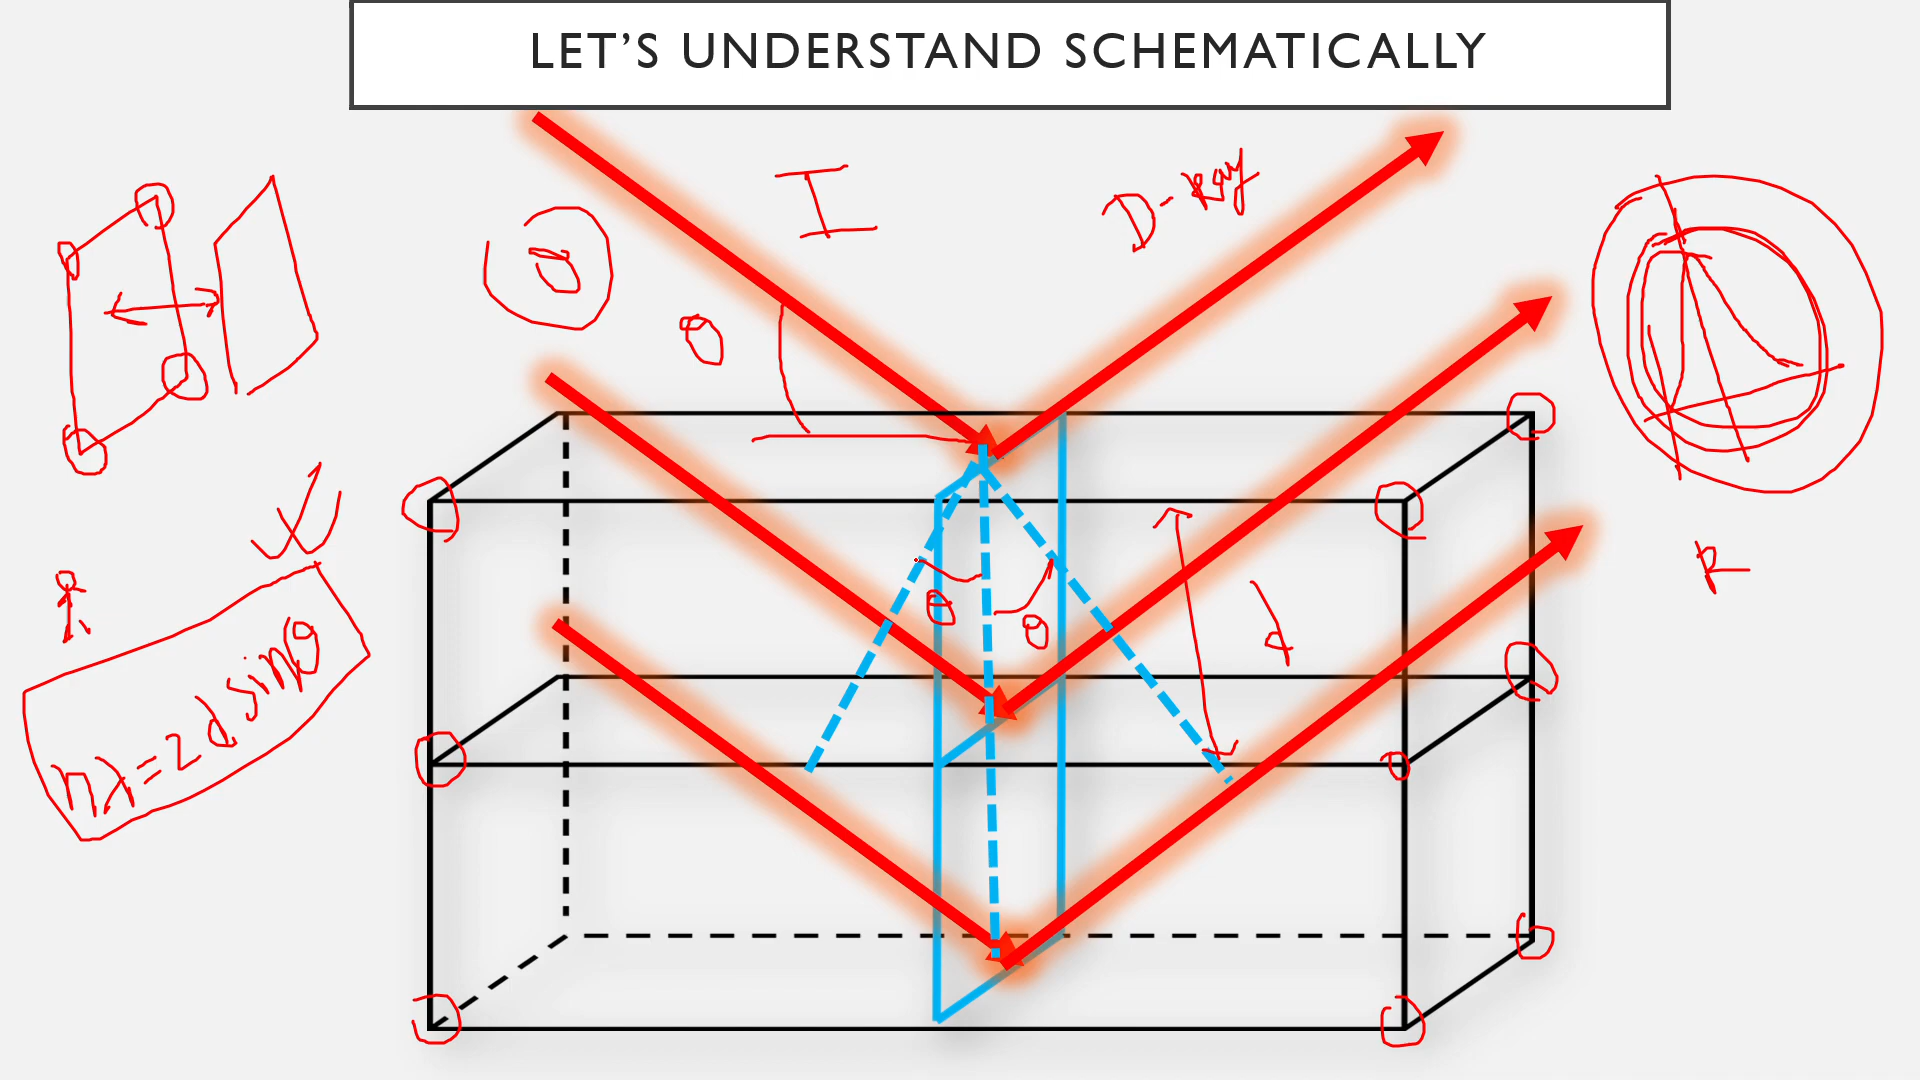 LET'S UNDERSTAND SCHEMATICALLY
I
D-Ray
θ
θ
θ
d
nλ=2d sinθ